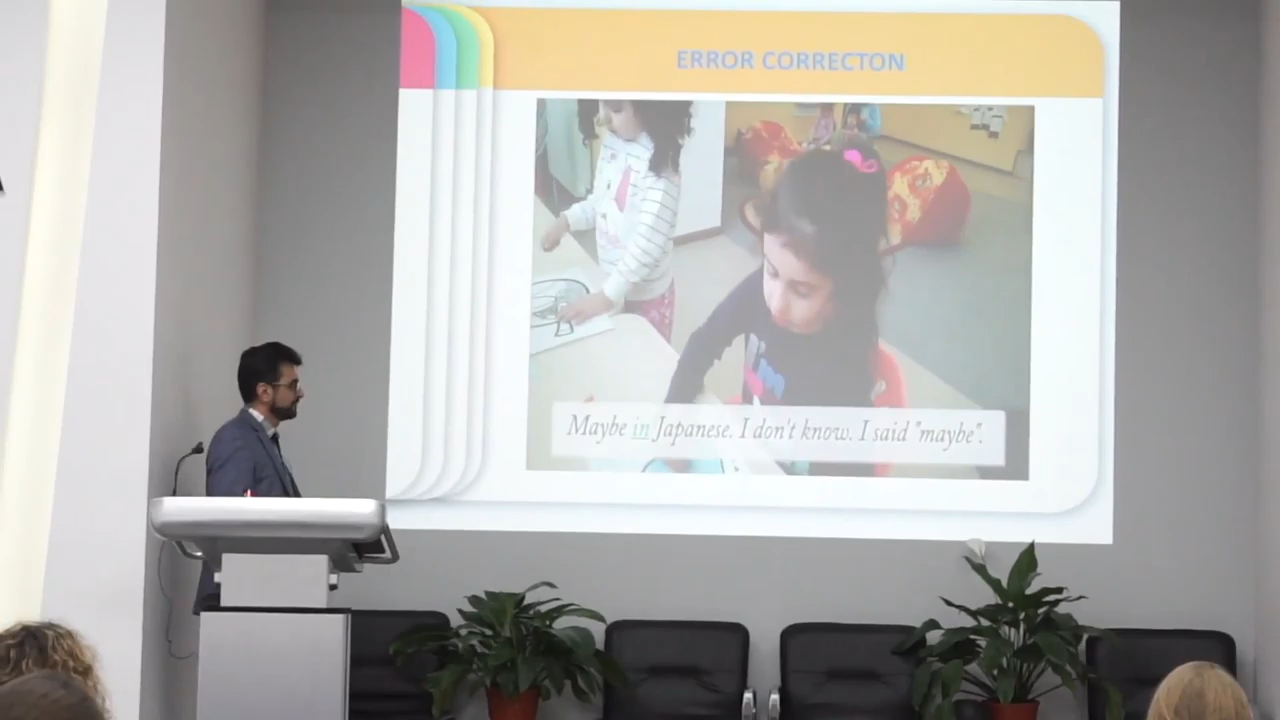 ERROR CORRECTON
Maybe in Japanese. I don't know. I said "maybe".